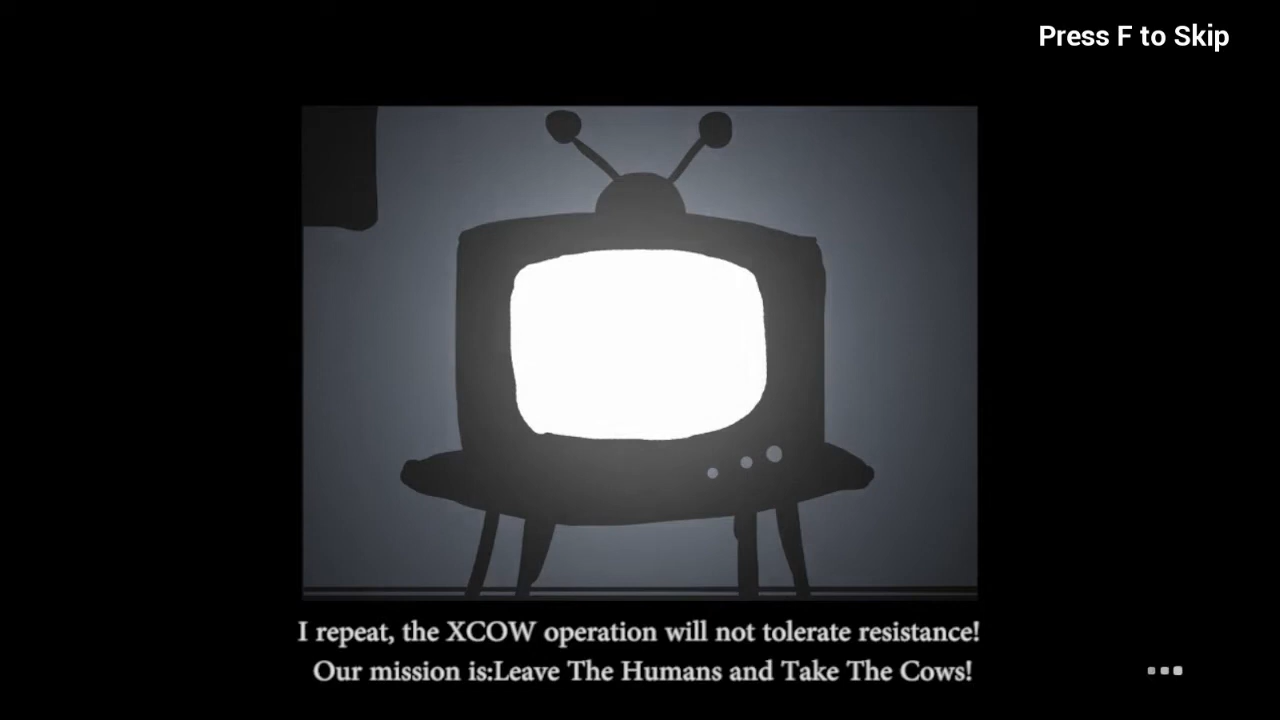 Press F to Skip
I repeat, the XCOW operation will not tolerate resistance!
Our mission is:Leave The Humans and Take The Cows!